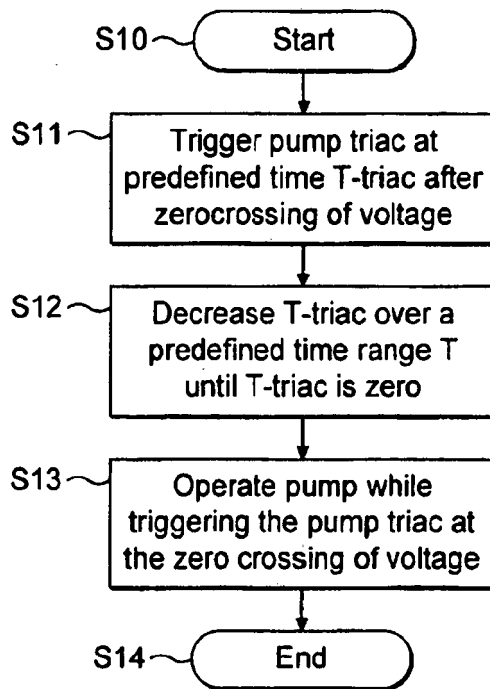 S10
Start
S11
Trigger pump triac at
predefined time T-triac after
zerocrossing of voltage
S12
Decrease T-triac over a
predefined time range T
until T-triac is zero
S13
Operate pump while
triggering the pump triac at
the zero crossing of voltage
S14
End